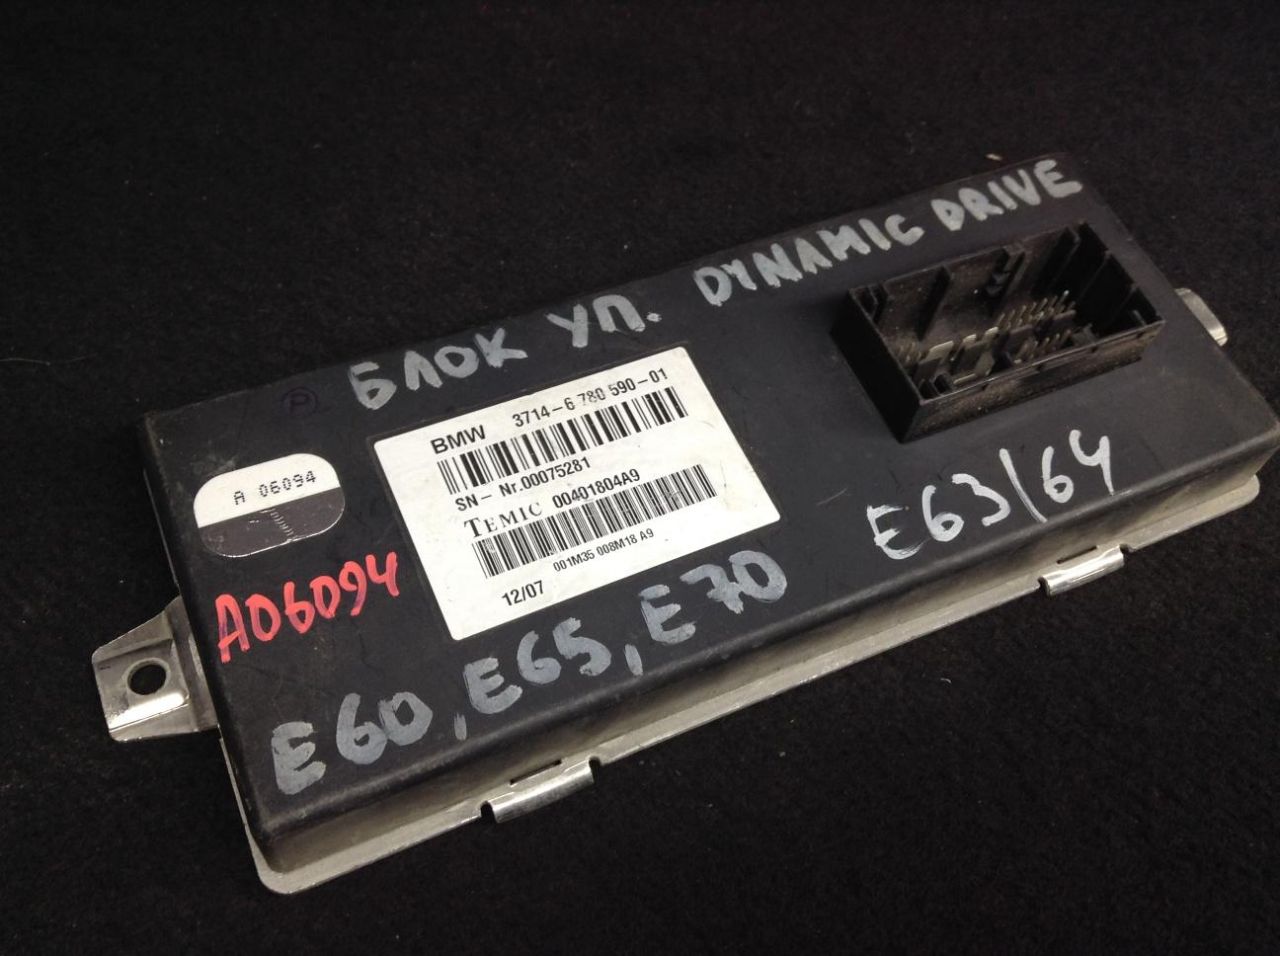 БЛОК УП. DYNAMIC DRIVE
P
BMW 3714-6 780 590-01
SN-Nr.00075281
TEMIC 00401804A9
001M35 008M18 A9
12/07
A 06094
A06094
E63/64
E60, E65, E70